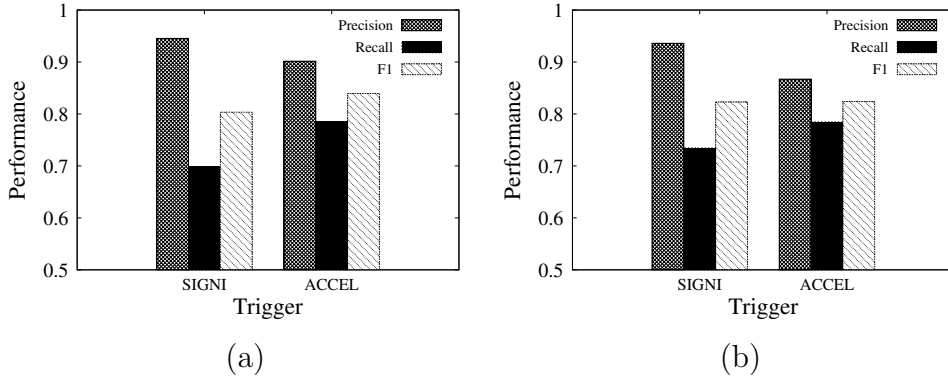 1
0.9
0.8
0.7
0.6
0.5
Performance
Precision
Recall
F1
SIGNI
ACCEL
Trigger
(a)
1
0.9
0.8
0.7
0.6
0.5
Performance
Precision
Recall
F1
SIGNI
ACCEL
Trigger
(b)